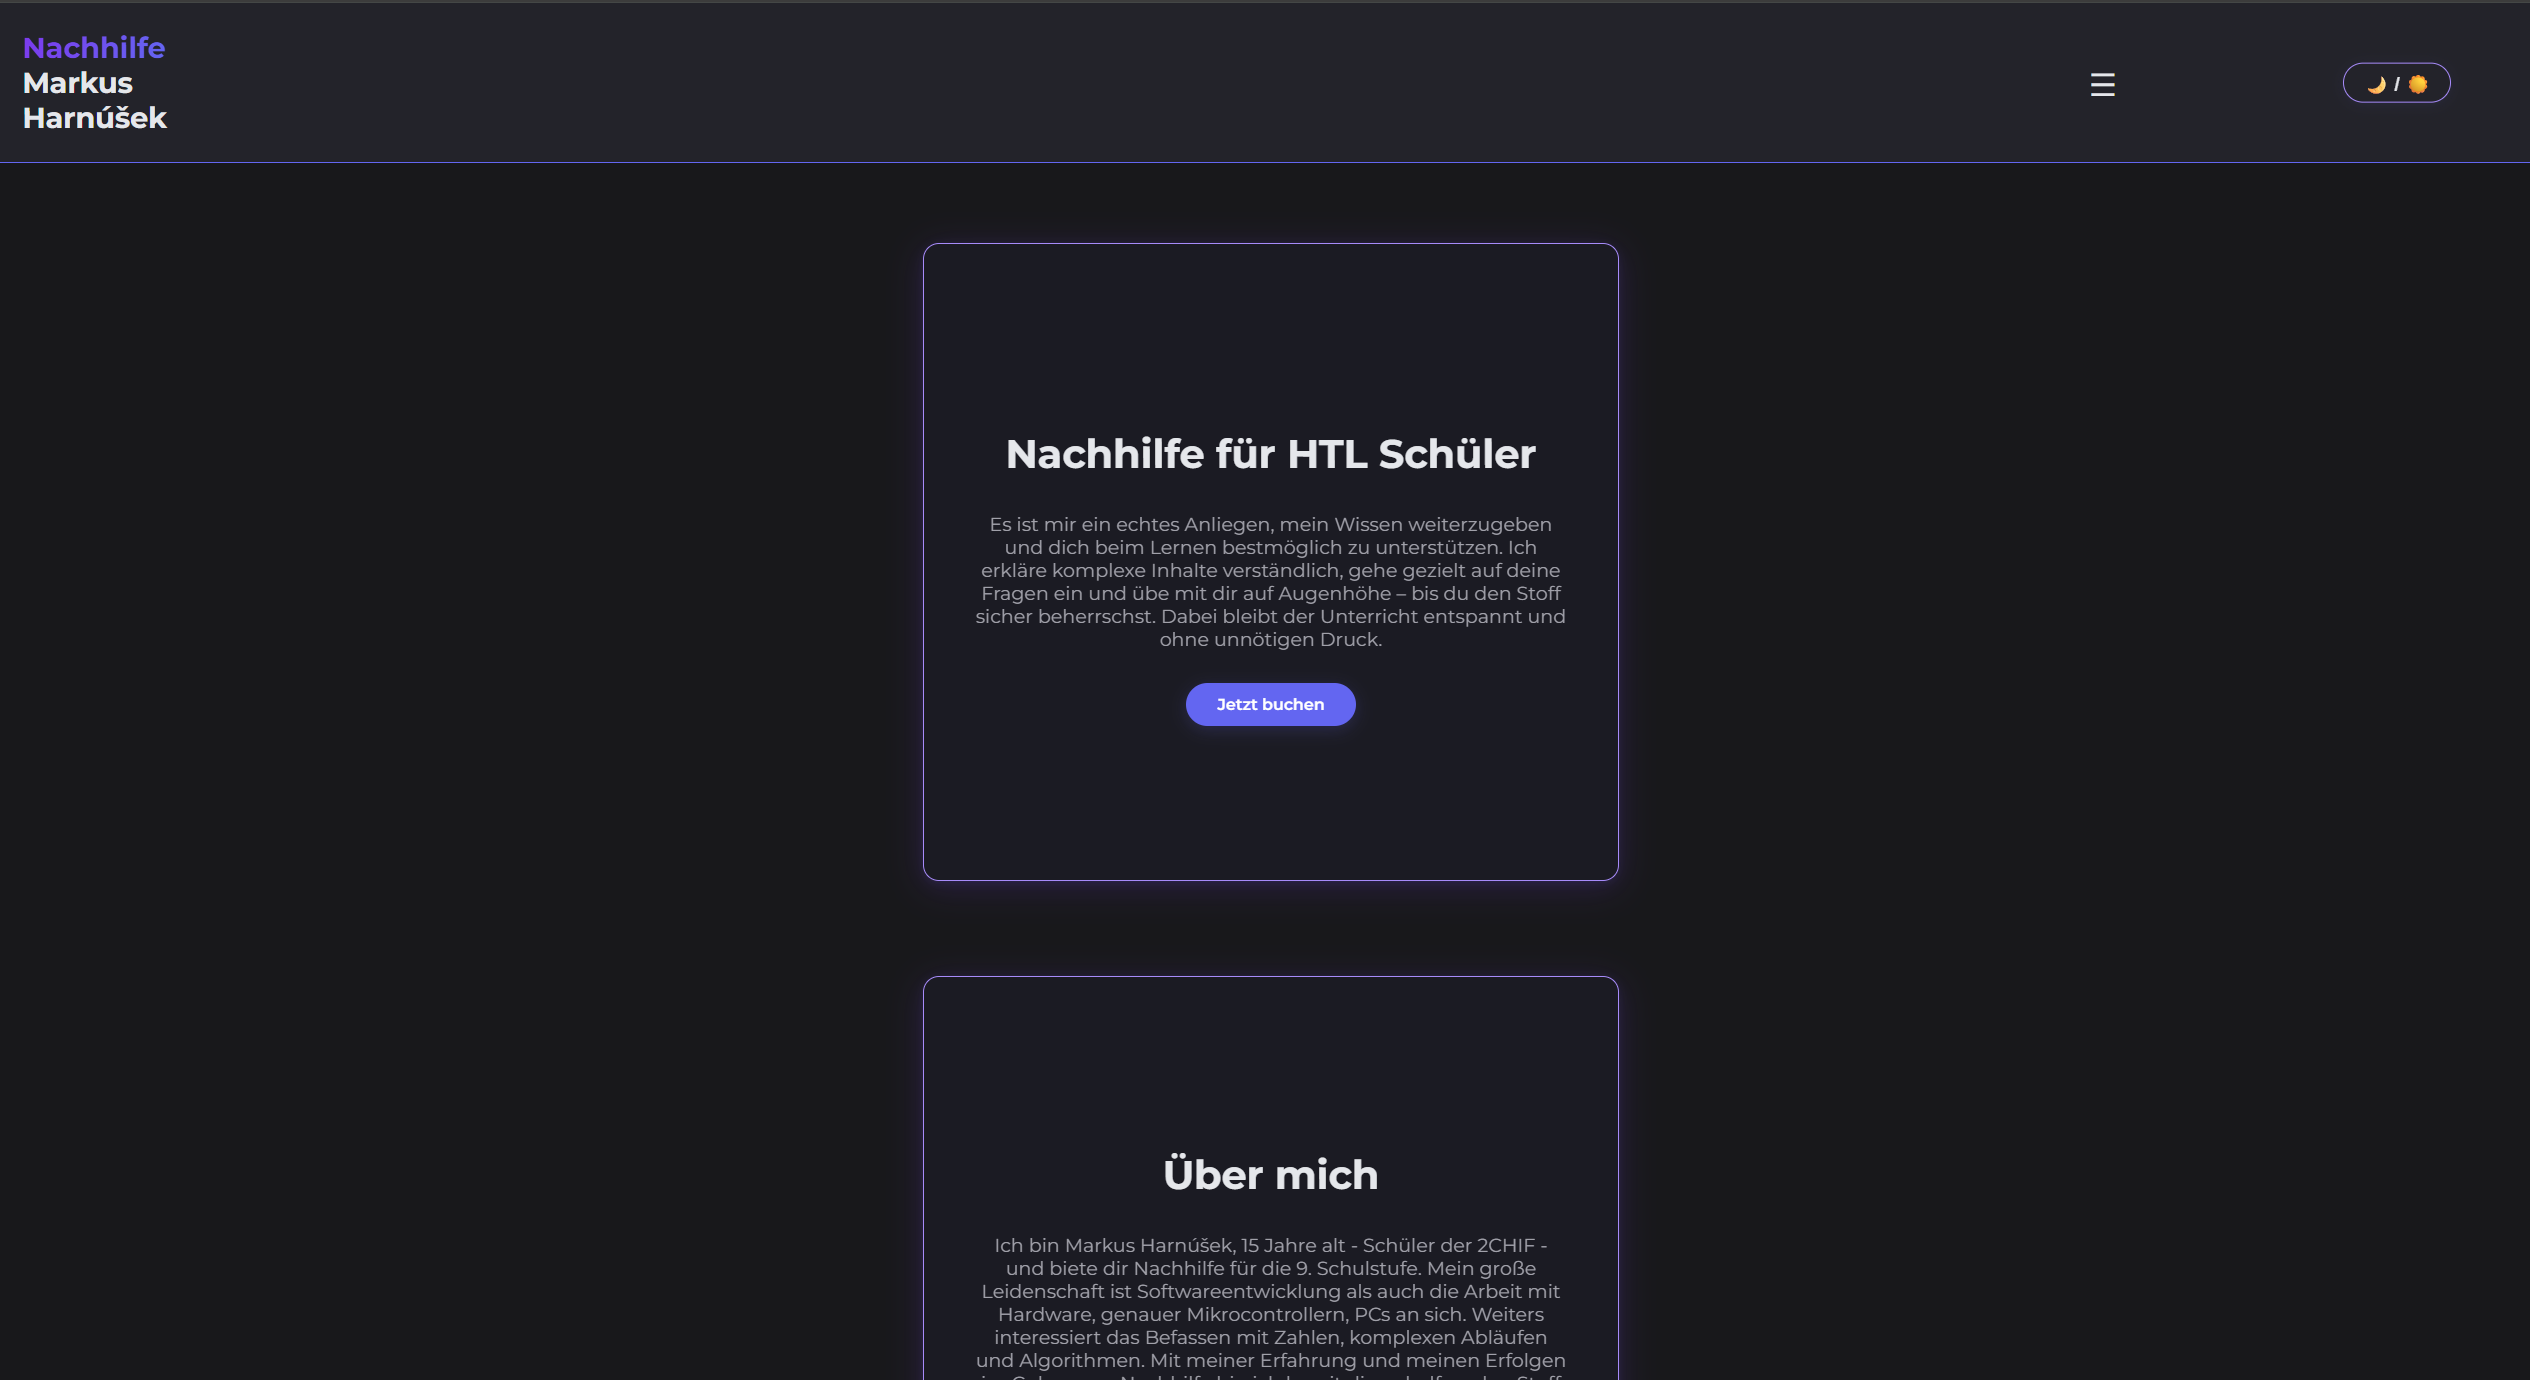 Nachhilfe
Markus
Harnúšek
☰
🌙 / ☀️
Nachhilfe für HTL Schüler
Es ist mir ein echtes Anliegen, mein Wissen weiterzugeben
und dich beim Lernen bestmöglich zu unterstützen. Ich
erkläre komplexe Inhalte verständlich, gehe gezielt auf deine
Fragen ein und übe mit dir auf Augenhöhe – bis du den Stoff
sicher beherrschst. Dabei bleibt der Unterricht entspannt und
ohne unnötigen Druck.
Jetzt buchen
Über mich
Ich bin Markus Harnúšek, 15 Jahre alt - Schüler der 2CHIF -
und biete dir Nachhilfe für die 9. Schulstufe. Mein große
Leidenschaft ist Softwareentwicklung als auch die Arbeit mit
Hardware, genauer Mikrocontrollern, PCs an sich. Weiters
interessiert das Befassen mit Zahlen, komplexen Abläufen
und Algorithmen. Mit meiner Erfahrung und meinen Erfolgen